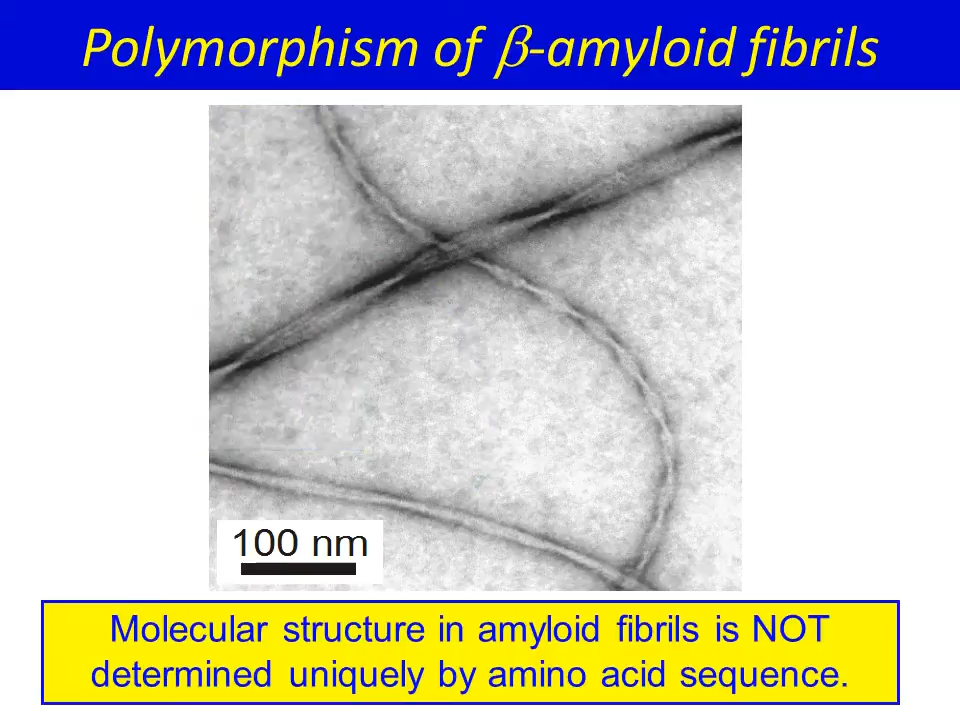 Polymorphism of β-amyloid fibrils
100 nm
Molecular structure in amyloid fibrils is NOT
determined uniquely by amino acid sequence.